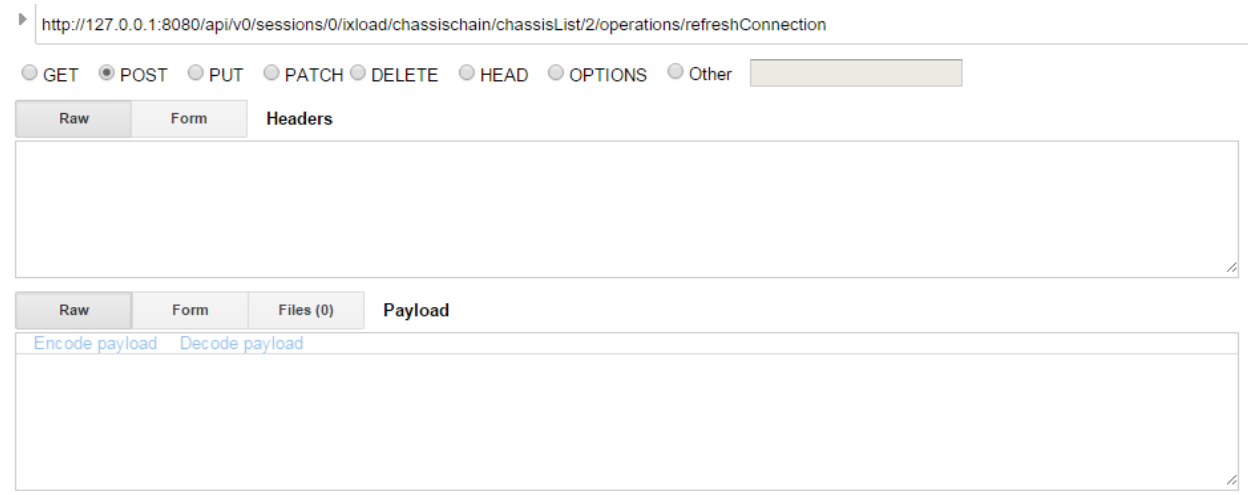 http://127.0.0.1:8080/api/v0/sessions/0/ixload/chassischain/chassisList/2/operations/refreshConnection
GET POST PUT PATCH DELETE HEAD OPTIONS Other
Raw Form Headers
Raw Form Files (0) Payload
Encode payload Decode payload